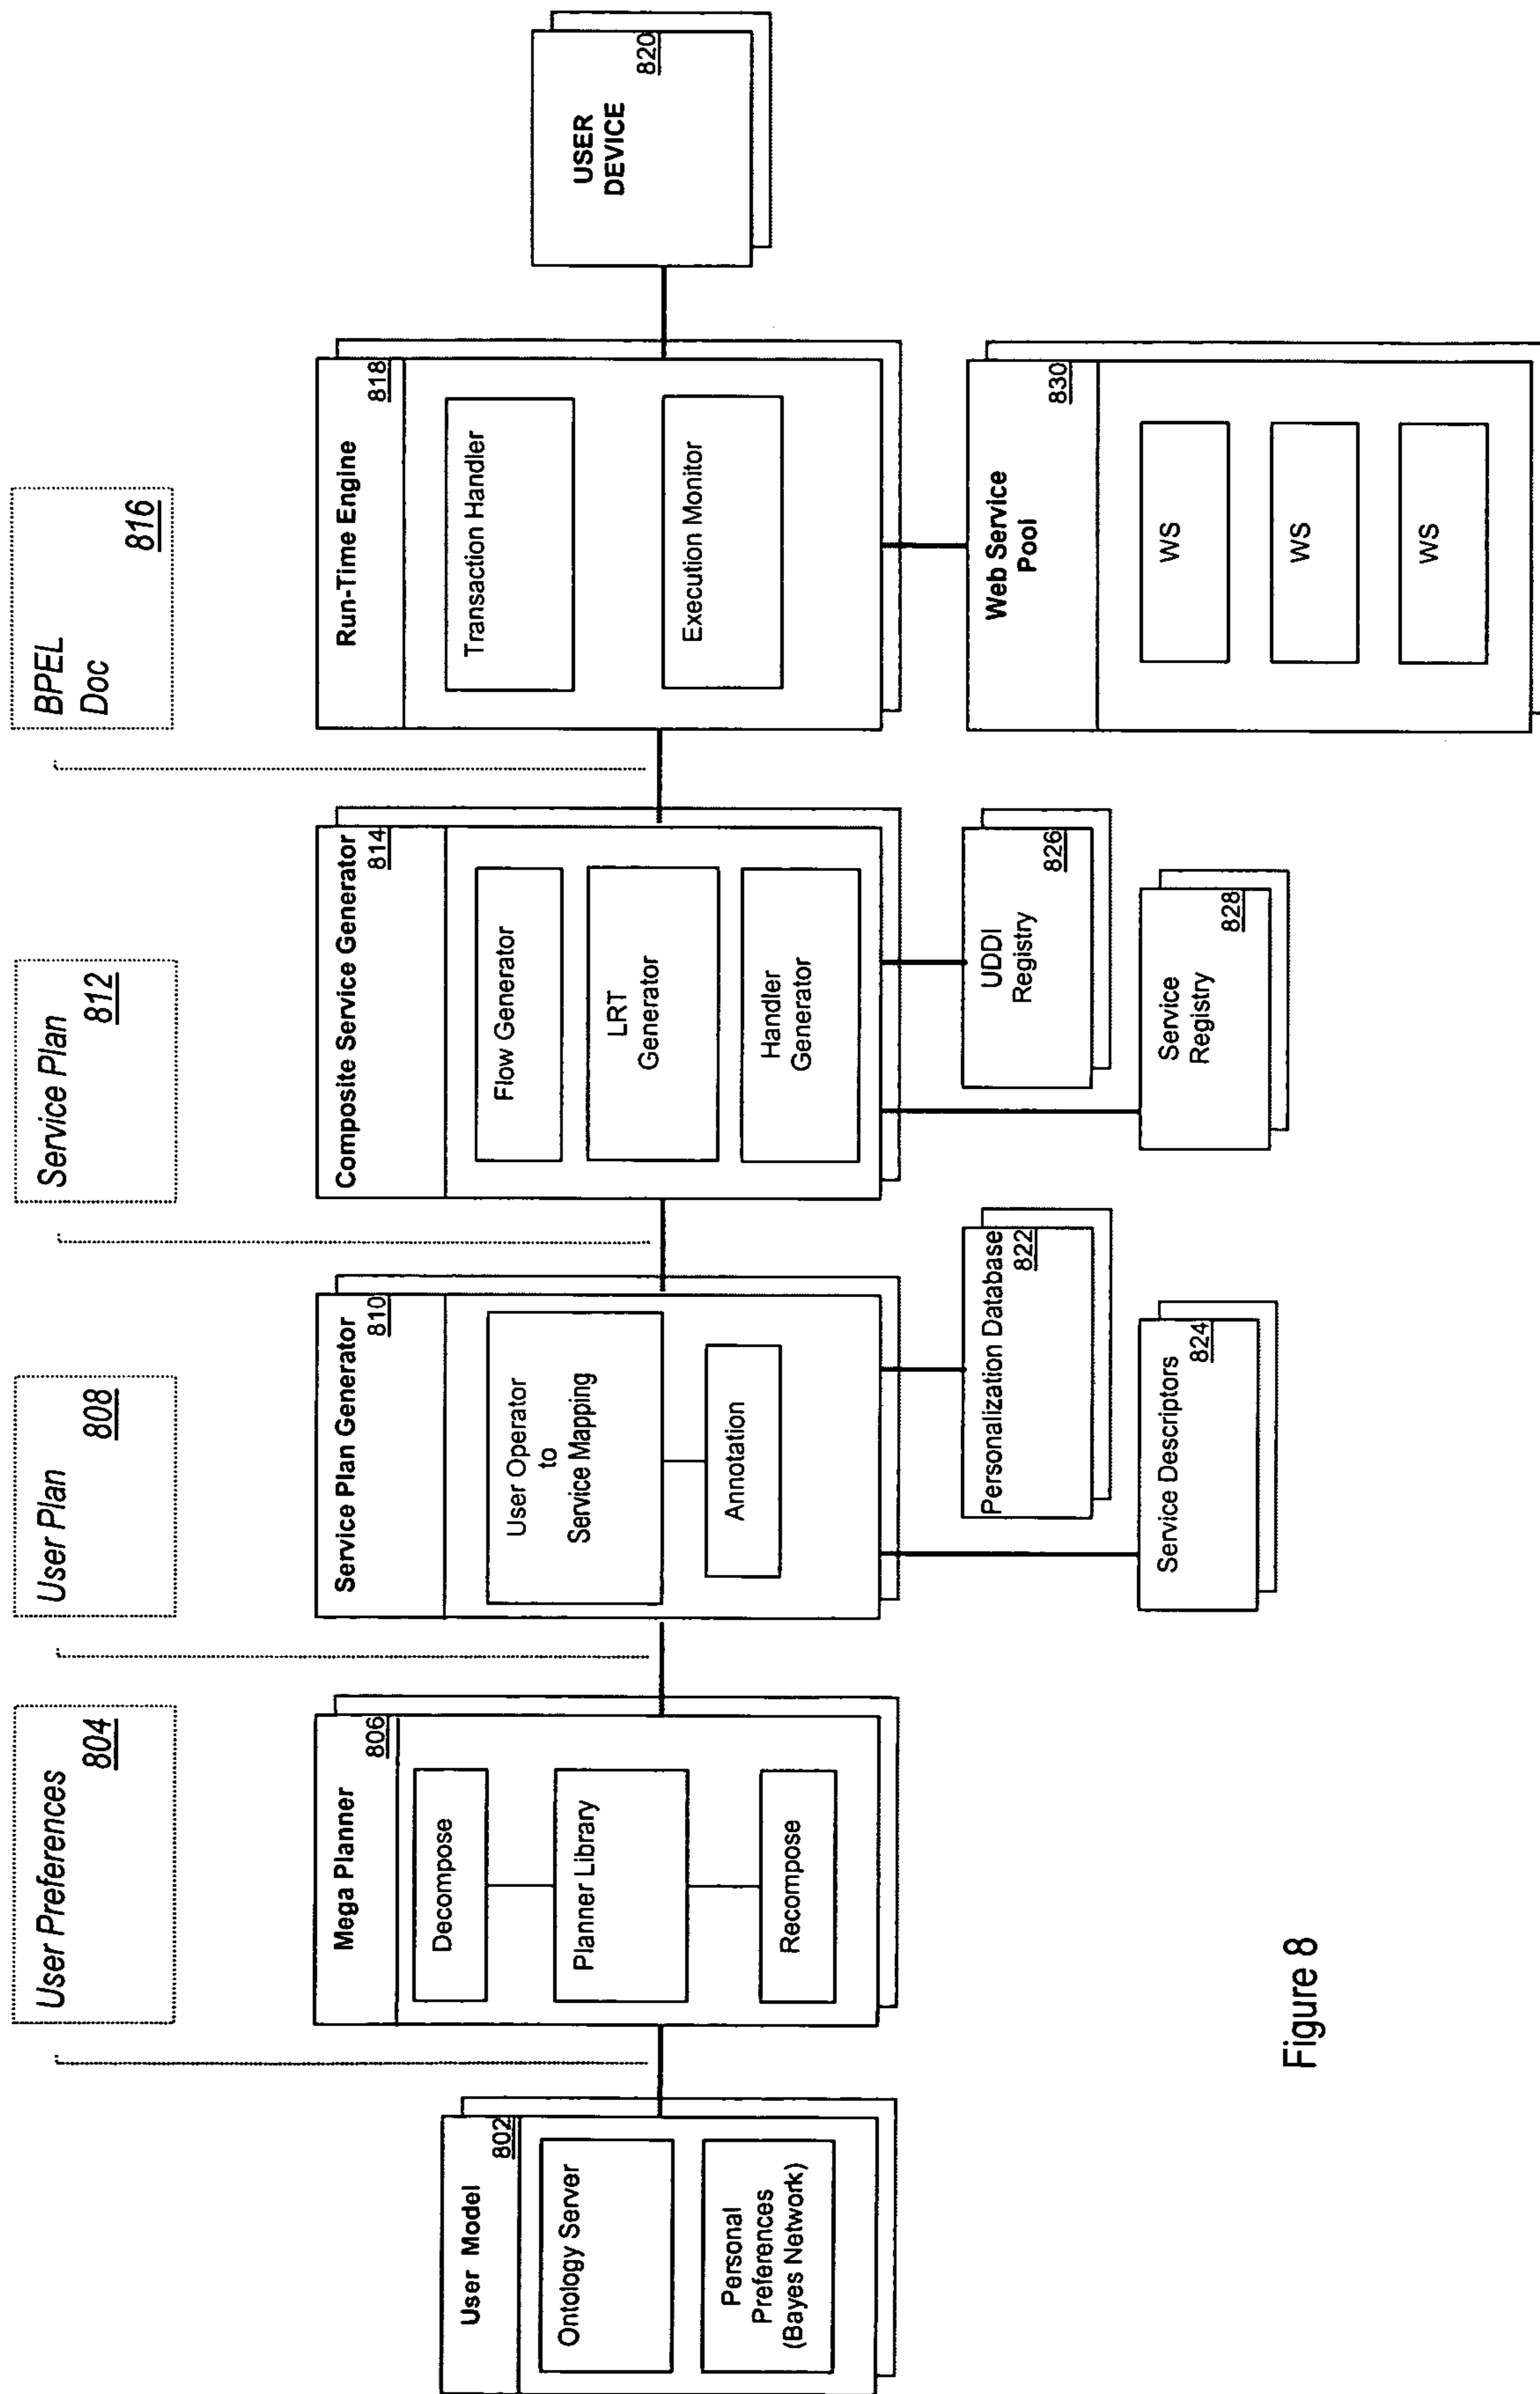 User Preferences
804
User Plan
808
Service Plan
812
BPEL
Doc
816
User Model
802
Ontology Server
Personal
Preferences
(Bayes Network)
Mega Planner
806
Decompose
Planner Library
Recompose
Service Plan Generator
810
User Operator
to
Service Mapping
Annotation
Composite Service Generator
814
Flow Generator
LRT
Generator
Handler
Generator
Run-Time Engine
818
Transaction Handler
Execution Monitor
USER
DEVICE
820
Personalization Database
822
Service Descriptors
824
UDDI
Registry
826
Service
Registry
828
Web Service
Pool
830
WS
WS
WS
Figure 8